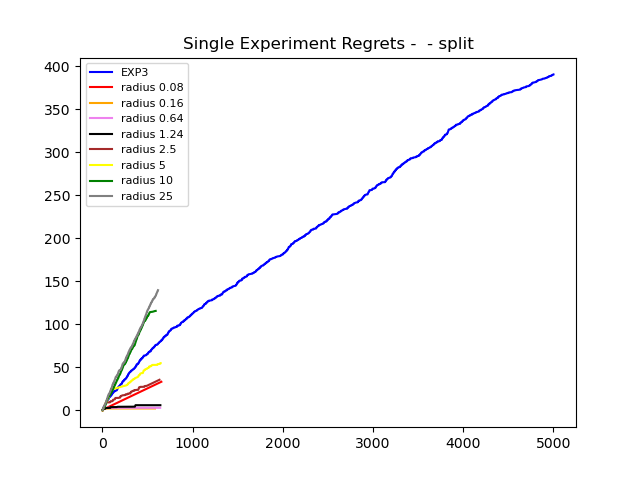 Single Experiment Regrets -  - split
400
350
300
250
200
150
100
50
0
EXP3
radius 0.08
radius 0.16
radius 0.64
radius 1.24
radius 2.5
radius 5
radius 10
radius 25
0 1000 2000 3000 4000 5000